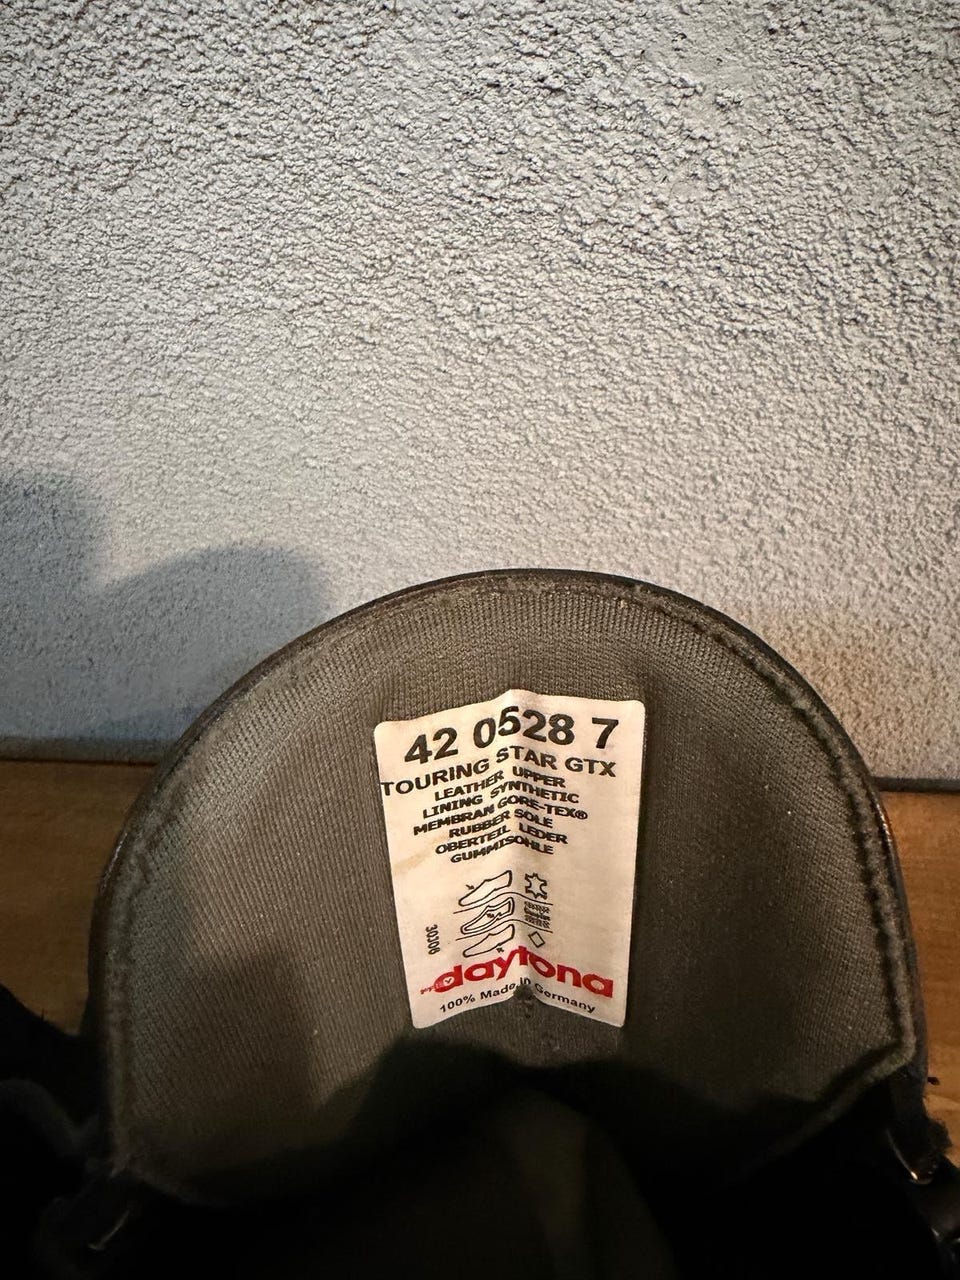 42 0528 7
TOURING STAR GTX
LEATHER UPPER
LINING SYNTHETIC
MEMBRAN GORE-TEX®
RUBBER SOLE
OBERTEIL LEDER
GUMMISOHLE
30306
daytona
100% Made in Germany